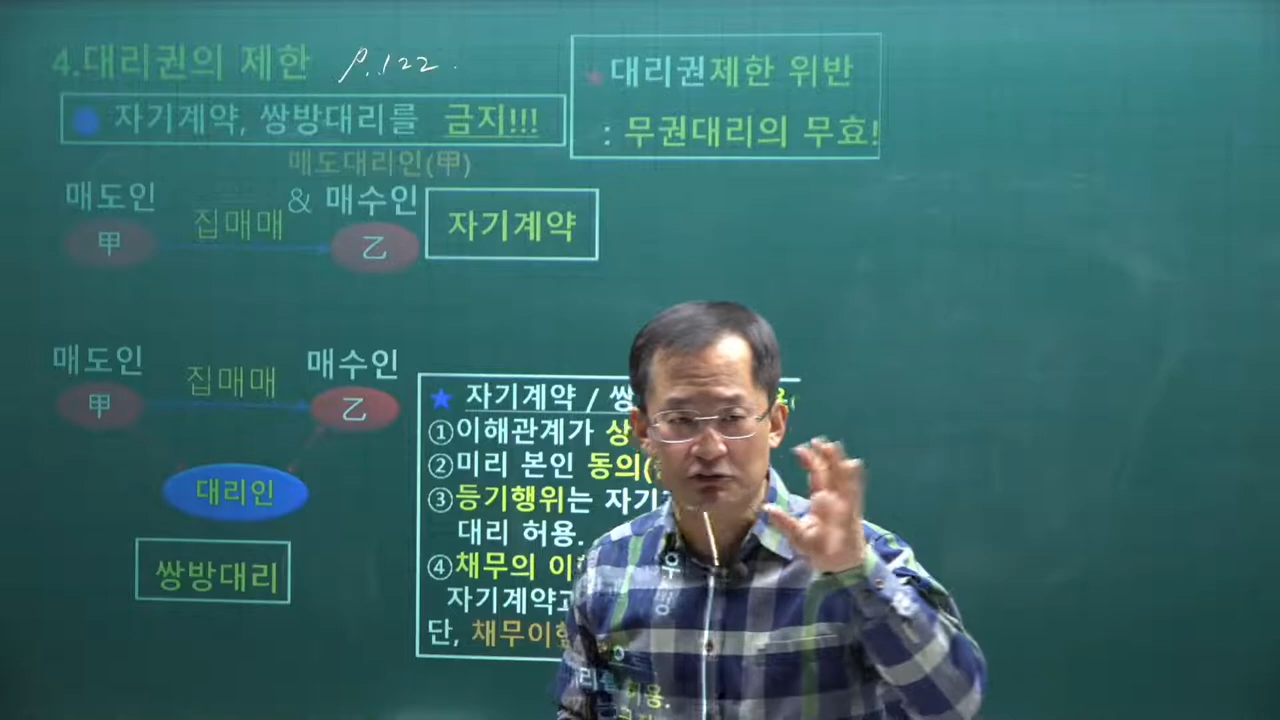 4.대리권의 제한 p.122.
자기계약, 쌍방대리를 금지!!!
대리권제한 위반
: 무권대리의 무효!
매도대리인(甲)
매도인 & 매수인
집매매
甲 乙
자기계약
매도인 매수인
집매매
甲 乙
대리인
쌍방대리
★ 자기계약 / 쌍
①이해관계가
②미리 본인 동의(
③등기행위는 자기
대리 허용.
④채무의 이
자기계약
단, 채무이행
허용.